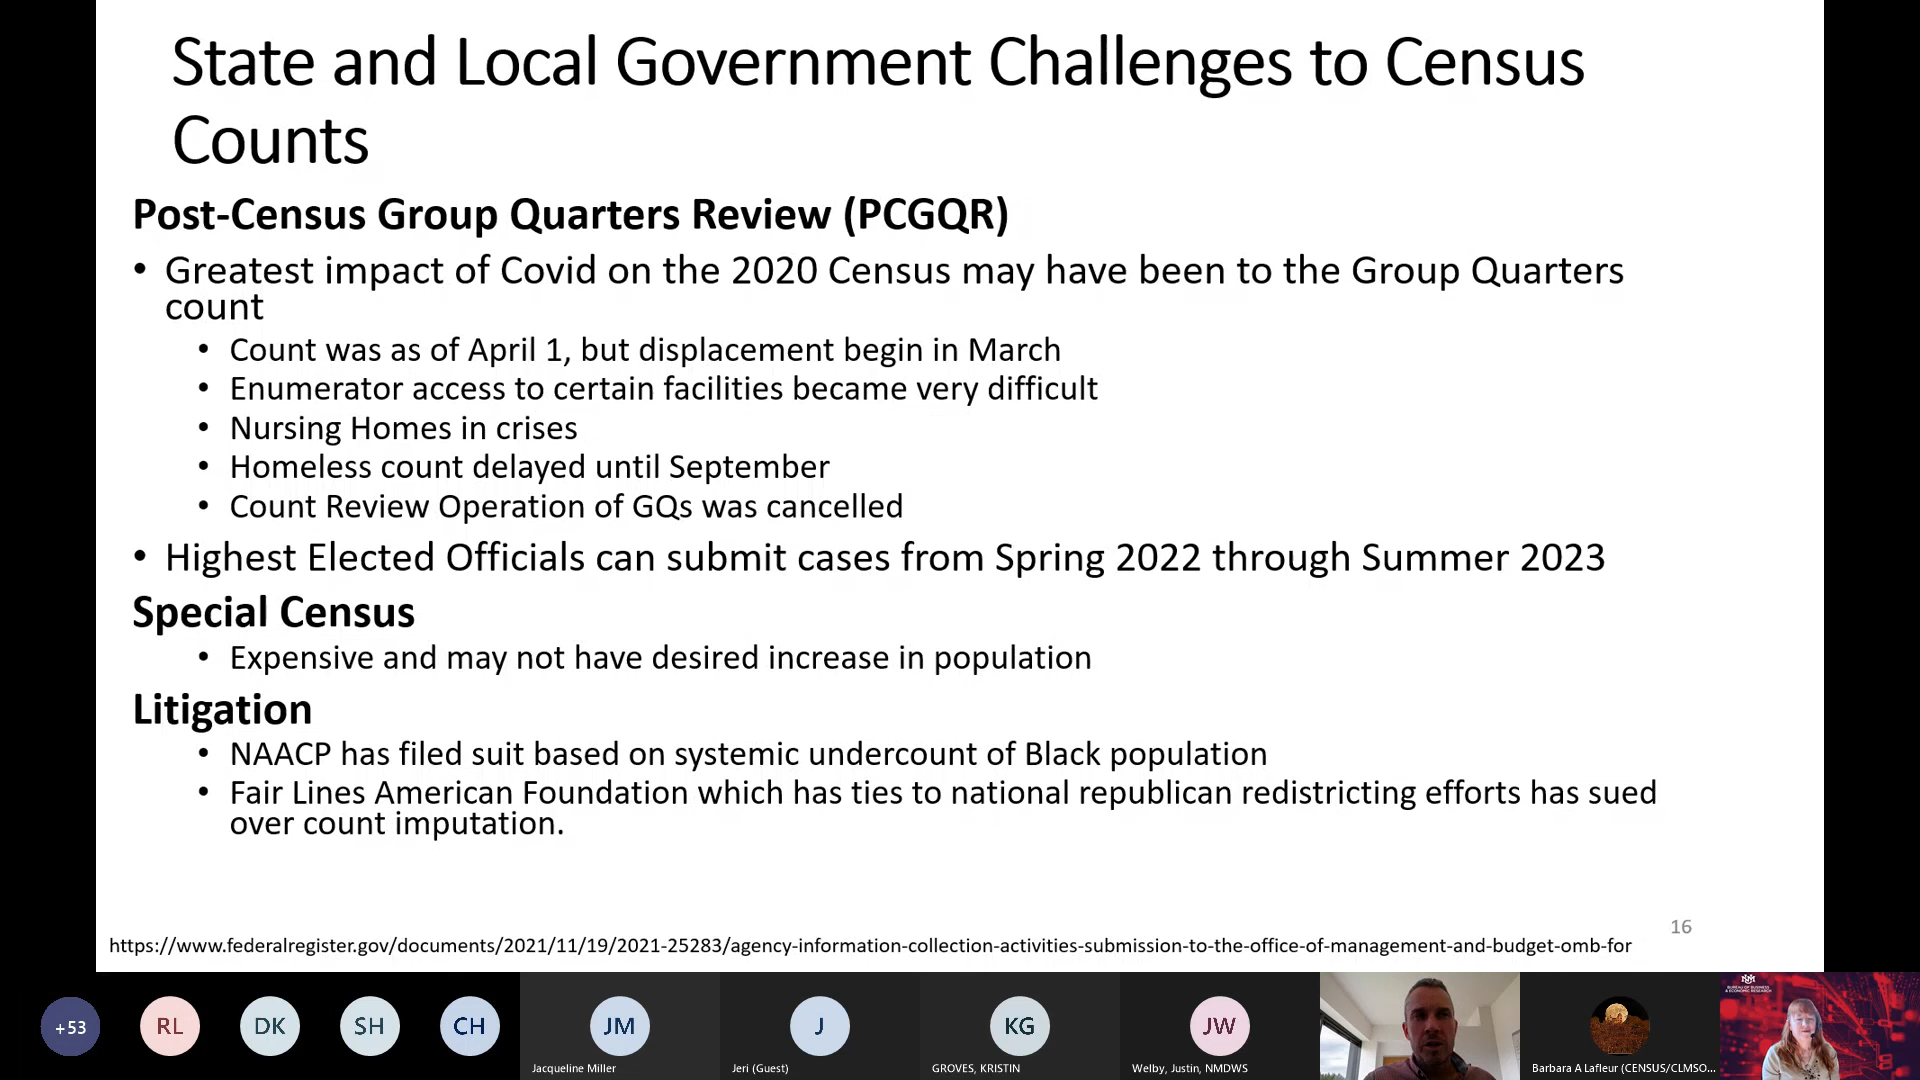 State and Local Government Challenges to Census
Counts
Post-Census Group Quarters Review (PCGQR)
• Greatest impact of Covid on the 2020 Census may have been to the Group Quarters
count
• Count was as of April 1, but displacement begin in March
• Enumerator access to certain facilities became very difficult
• Nursing Homes in crises
• Homeless count delayed until September
• Count Review Operation of GQs was cancelled
• Highest Elected Officials can submit cases from Spring 2022 through Summer 2023
Special Census
• Expensive and may not have desired increase in population
Litigation
• NAACP has filed suit based on systemic undercount of Black population
• Fair Lines American Foundation which has ties to national republican redistricting efforts has sued
over count imputation.
16
https://www.federalregister.gov/documents/2021/11/19/2021-25283/agency-information-collection-activities-submission-to-the-office-of-management-and-budget-omb-for
+53
RL
DK
SH
CH
JM
Jacqueline Miller
J
Jeri (Guest)
KG
GROVES, KRISTIN
JW
Welby, Justin, NMDWS
Barbara A Lafleur (CENSUS/CLMSO...
BUREAU OF BUSINESS
& ECONOMIC RESEARCH